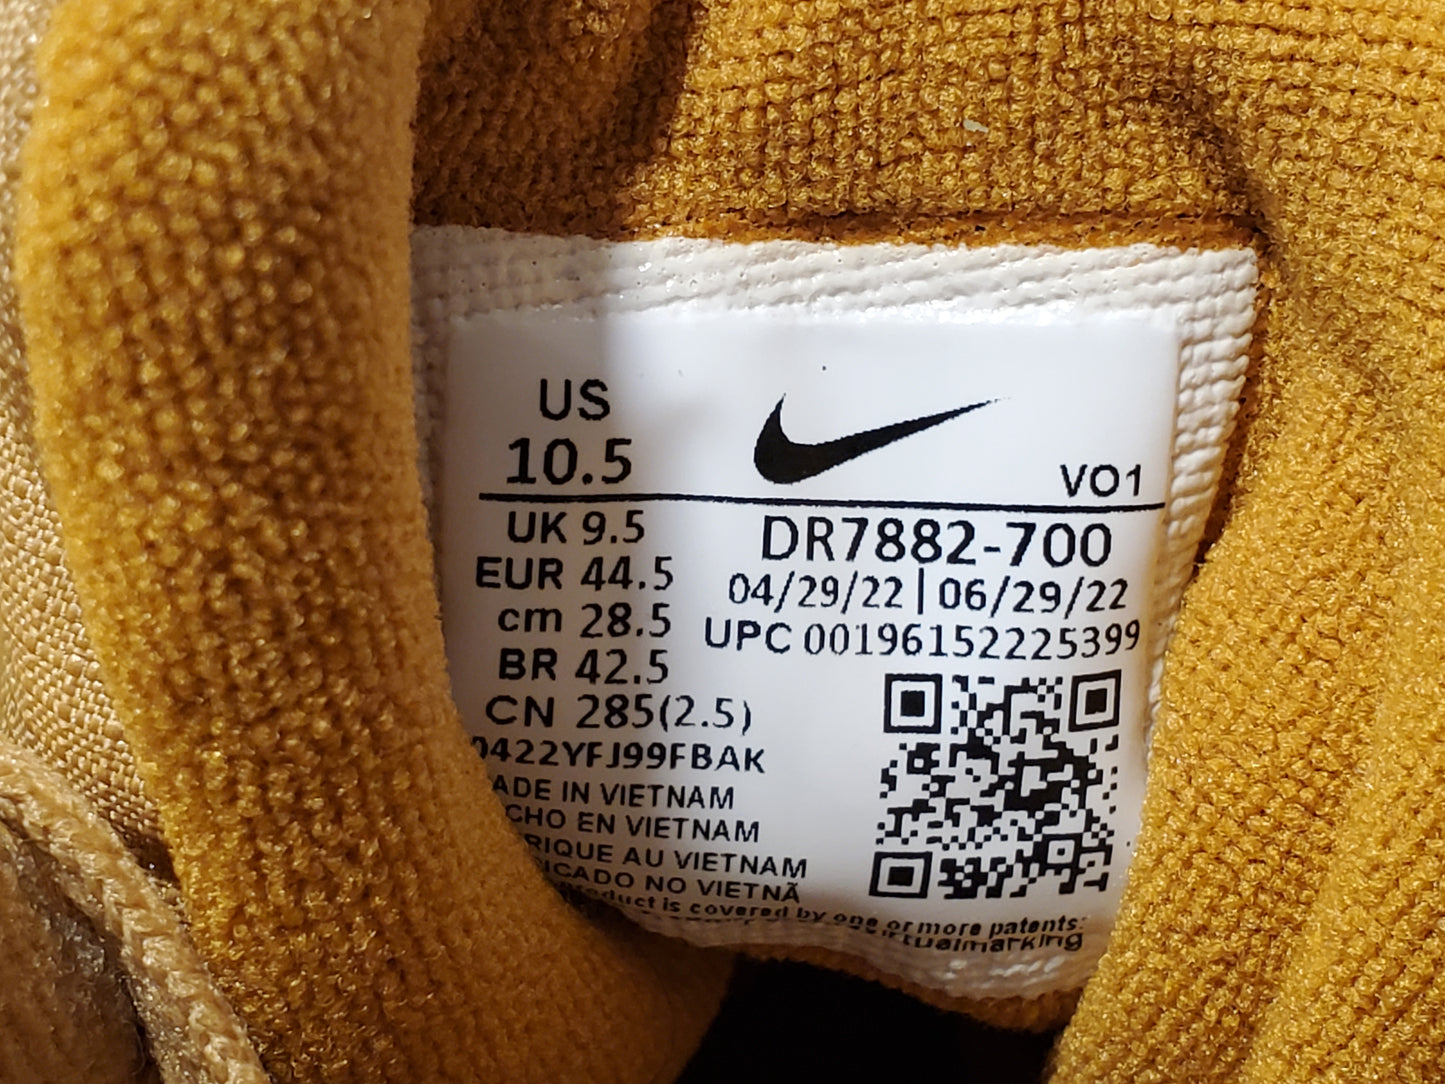 US
10.5
VO1
UK 9.5
EUR 44.5
cm 28.5
BR 42.5
CN 285(2.5)
DR7882-700
04/29/22 | 06/29/22
UPC 00196152225399
0422YFJ99FBAK
ADE IN VIETNAM
CHO EN VIETNAM
RIQUE AU VIETNAM
ICADO NO VIETNÃ
is covered by one or more patents: